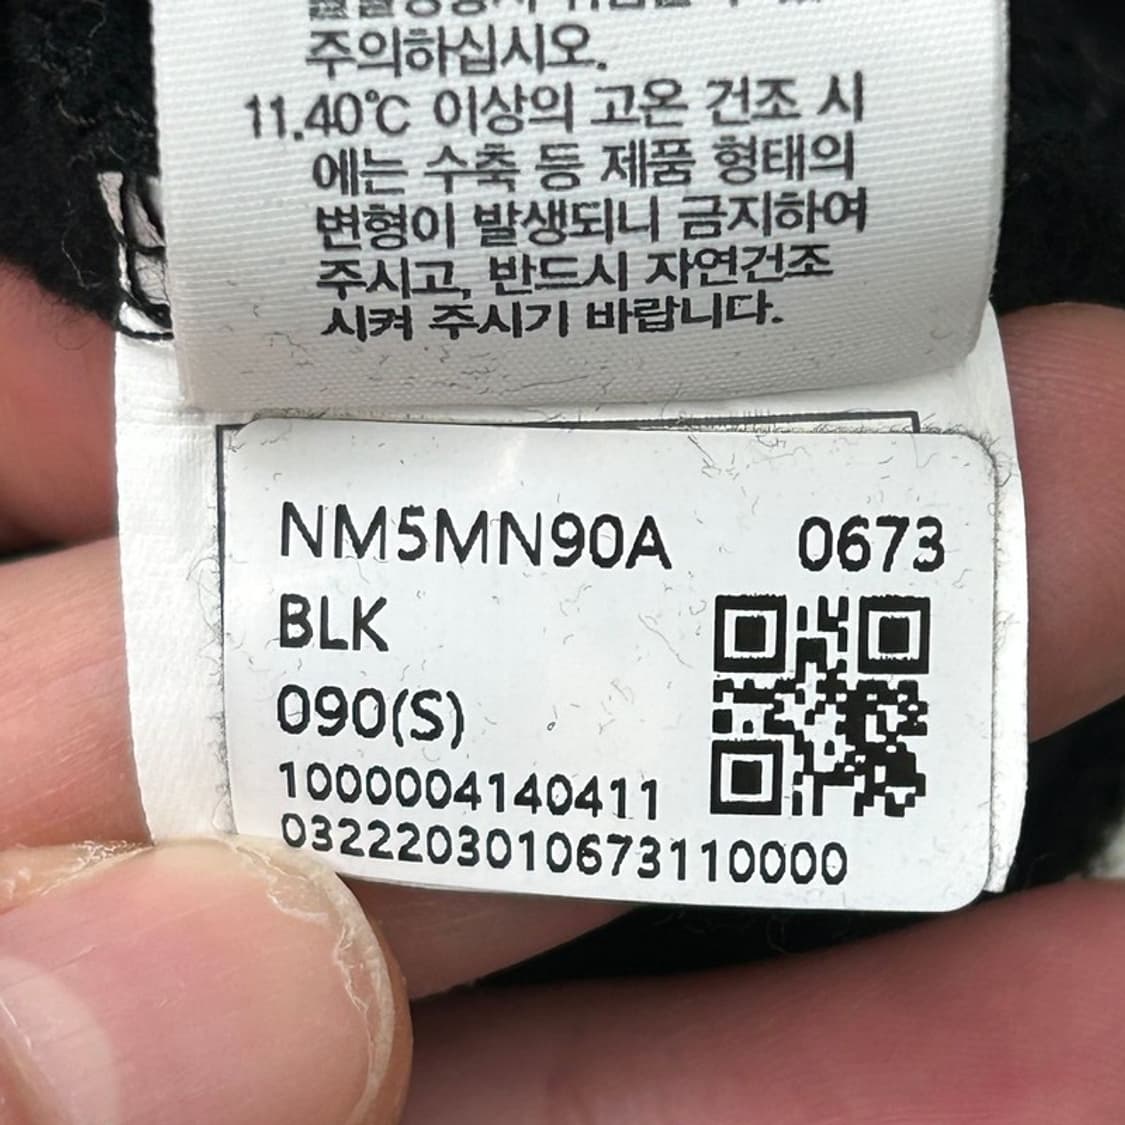 주의하십시오.
11.40℃ 이상의 고온 건조 시
에는 수축 등 제품 형태의
변형이 발생되니 금지하여
주시고, 반드시 자연건조
시켜 주시기 바랍니다.
NM5MN90A 0673
BLK
090(S)
1000004140411
0322203010673110000